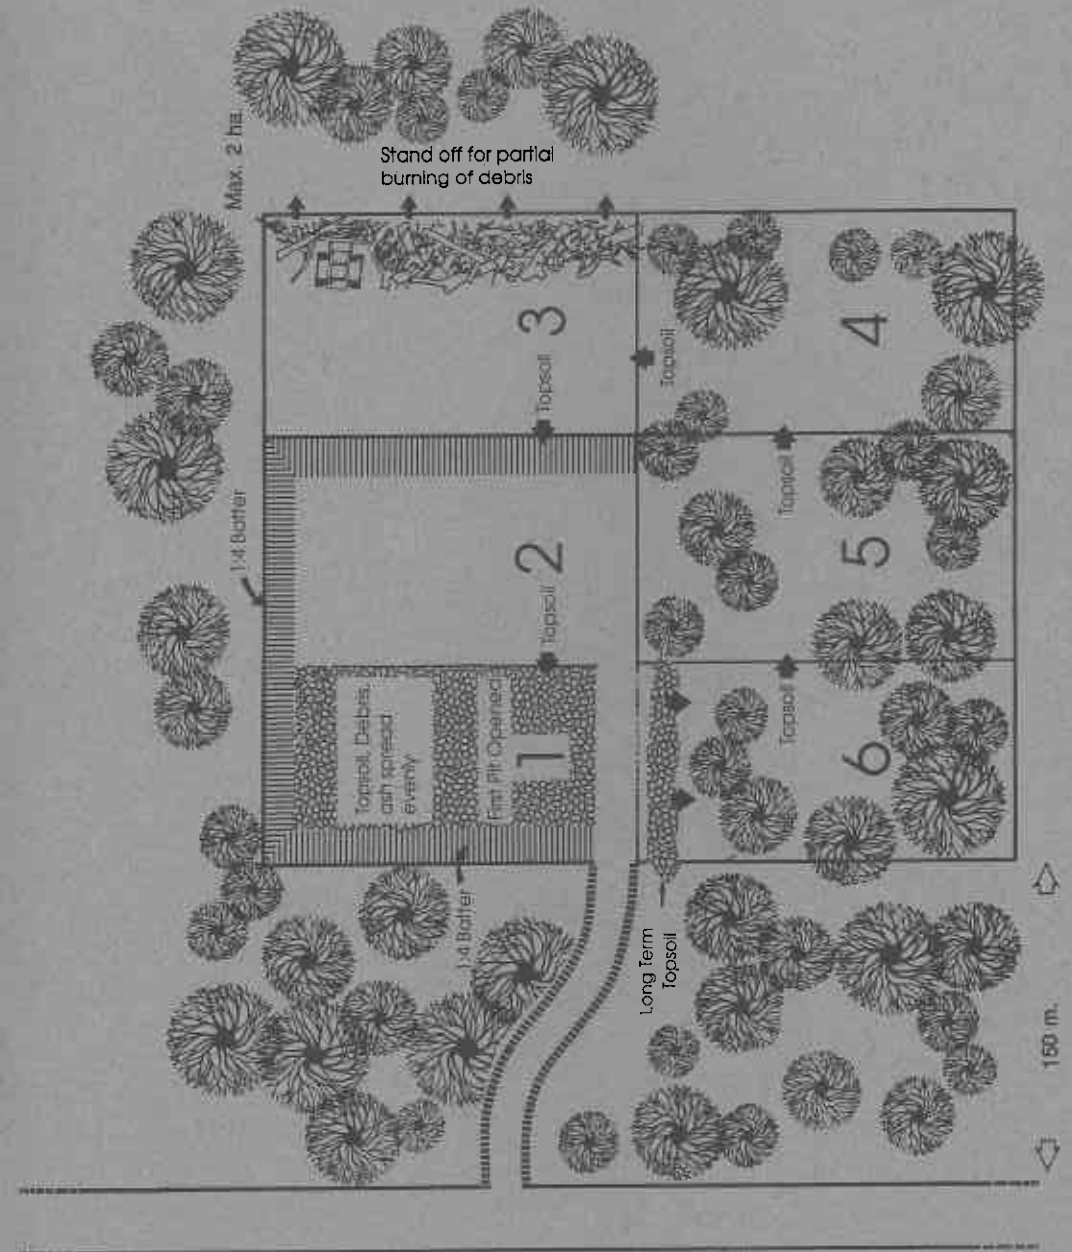 Max. 2 ha.
Stand off for partial
burning of debris
1:4 Batter
3
Topsoil
Topsoil
4
2
Topsoil
Topsoil
5
Topsoil, Debris,
ash spread
evenly
First Pit Opened
1
Topsoil
6
1:4 Batter
Long Term
Topsoil
150 m.